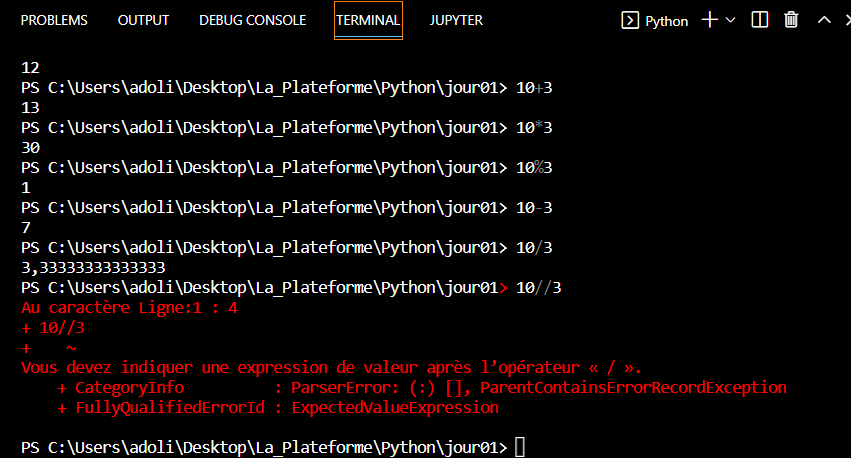 PROBLEMS OUTPUT DEBUG CONSOLE TERMINAL JUPYTER Python
12
PS C:\Users\adoli\Desktop\La_Plateforme\Python\jour01> 10+3
13
PS C:\Users\adoli\Desktop\La_Plateforme\Python\jour01> 10*3
30
PS C:\Users\adoli\Desktop\La_Plateforme\Python\jour01> 10%3
1
PS C:\Users\adoli\Desktop\La_Plateforme\Python\jour01> 10-3
7
PS C:\Users\adoli\Desktop\La_Plateforme\Python\jour01> 10/3
3,33333333333333
PS C:\Users\adoli\Desktop\La_Plateforme\Python\jour01> 10//3
Au caractère Ligne:1 : 4
+ 10//3
+    ~
Vous devez indiquer une expression de valeur après l’opérateur « / ».
    + CategoryInfo          : ParserError: (:) [], ParentContainsErrorRecordException
    + FullyQualifiedErrorId : ExpectedValueExpression
PS C:\Users\adoli\Desktop\La_Plateforme\Python\jour01>